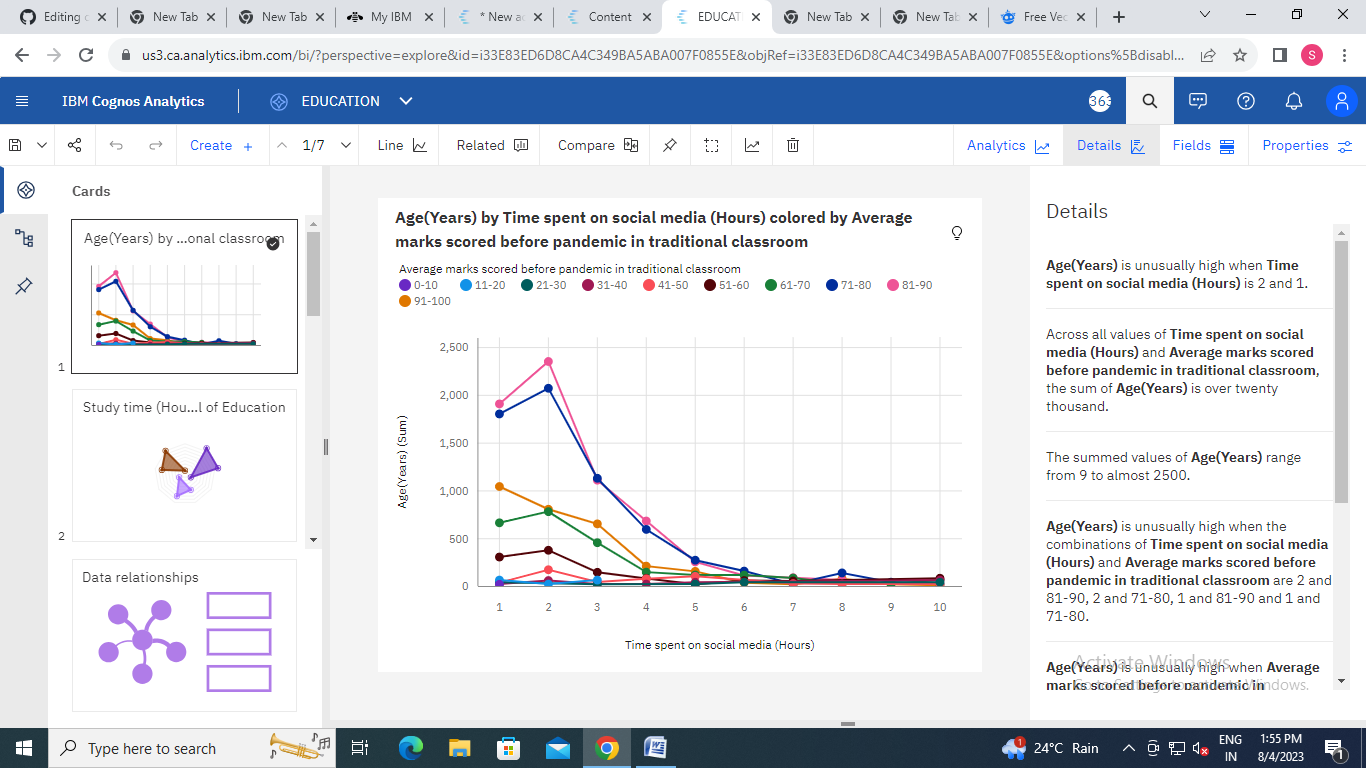 Editing
New Tab
New Tab
My IBM
* New a
Content
EDUCAT
New Tab
New Tab
Free Vec
us3.ca.analytics.ibm.com/bi/?perspective=explore&id=i33E83ED6D8CA4C349BA5ABA007F0855E&objRef=i33E83ED6D8CA4C349BA5ABA007F0855E&options%5Bdisabl...
S
IBM Cognos Analytics
EDUCATION
363
Create +
1/7
Line
Related
Compare
Analytics
Details
Fields
Properties
Cards
Age(Years) by ...onal classroom
1
Study time (Hou...l of Education
2
Data relationships
Age(Years) by Time spent on social media (Hours) colored by Average
marks scored before pandemic in traditional classroom
Average marks scored before pandemic in traditional classroom
0-10 11-20 21-30 31-40 41-50 51-60 61-70 71-80 81-90
91-100
Age(Years) (Sum)
2,500
2,000
1,500
1,000
500
0
1 2 3 4 5 6 7 8 9 10
Time spent on social media (Hours)
Details
Age(Years) is unusually high when Time
spent on social media (Hours) is 2 and 1.
Across all values of Time spent on social
media (Hours) and Average marks scored
before pandemic in traditional classroom,
the sum of Age(Years) is over twenty
thousand.
The summed values of Age(Years) range
from 9 to almost 2500.
Age(Years) is unusually high when the
combinations of Time spent on social media
(Hours) and Average marks scored before
pandemic in traditional classroom are 2 and
81-90, 2 and 71-80, 1 and 81-90 and 1 and
71-80.
Age(Years) is unusually high when Average
marks scored before pandemic in
Activate Windows
Go to Settings to activate Windows.
Type here to search
1
24°C Rain
ENG
IN
1:55 PM
8/4/2023
1